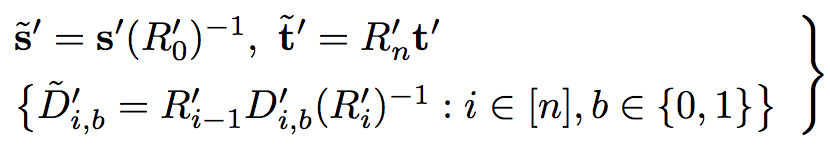 s̃′ = s′(R′₀)⁻¹, t̃′ = R′ₙt′
{D̃′ᵢ,b = R′ᵢ₋₁D′ᵢ,b(R′ᵢ)⁻¹ : i ∈ [n], b ∈ {0, 1}}}